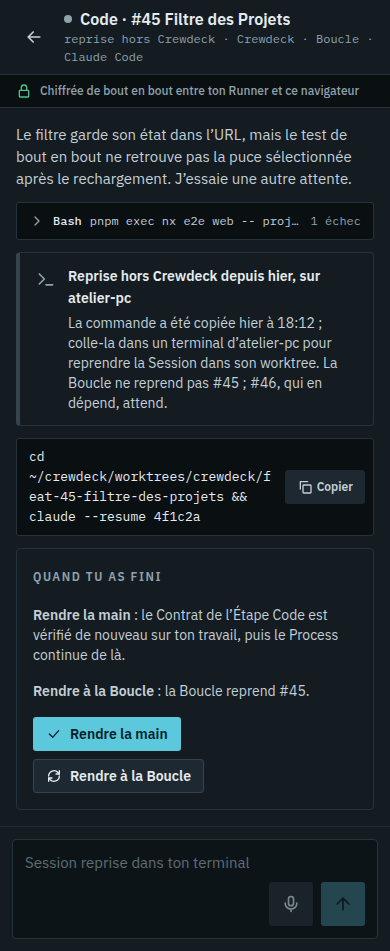 Code · #45 Filtre des Projets
reprise hors Crewdeck · Crewdeck · Boucle ·
Claude Code
Chiffrée de bout en bout entre ton Runner et ce navigateur
Le filtre garde son état dans l’URL, mais le test de
bout en bout ne retrouve pas la puce sélectionnée
après le rechargement. J’essaie une autre attente.
Bash pnpm exec nx e2e web -- proj… 1 échec
Reprise hors Crewdeck depuis hier, sur
atelier-pc
La commande a été copiée hier à 18:12 ;
colle-la dans un terminal d’atelier-pc pour
reprendre la Session dans son worktree. La
Boucle ne reprend pas #45 ; #46, qui en
dépend, attend.
cd
~/crewdeck/worktrees/crewdeck/f
eat-45-filtre-des-projets &&
claude --resume 4f1c2a
Copier
QUAND TU AS FINI
Rendre la main : le Contrat de l’Étape Code est
vérifié de nouveau sur ton travail, puis le Process
continue de là.
Rendre à la Boucle : la Boucle reprend #45.
Rendre la main
Rendre à la Boucle
Session reprise dans ton terminal